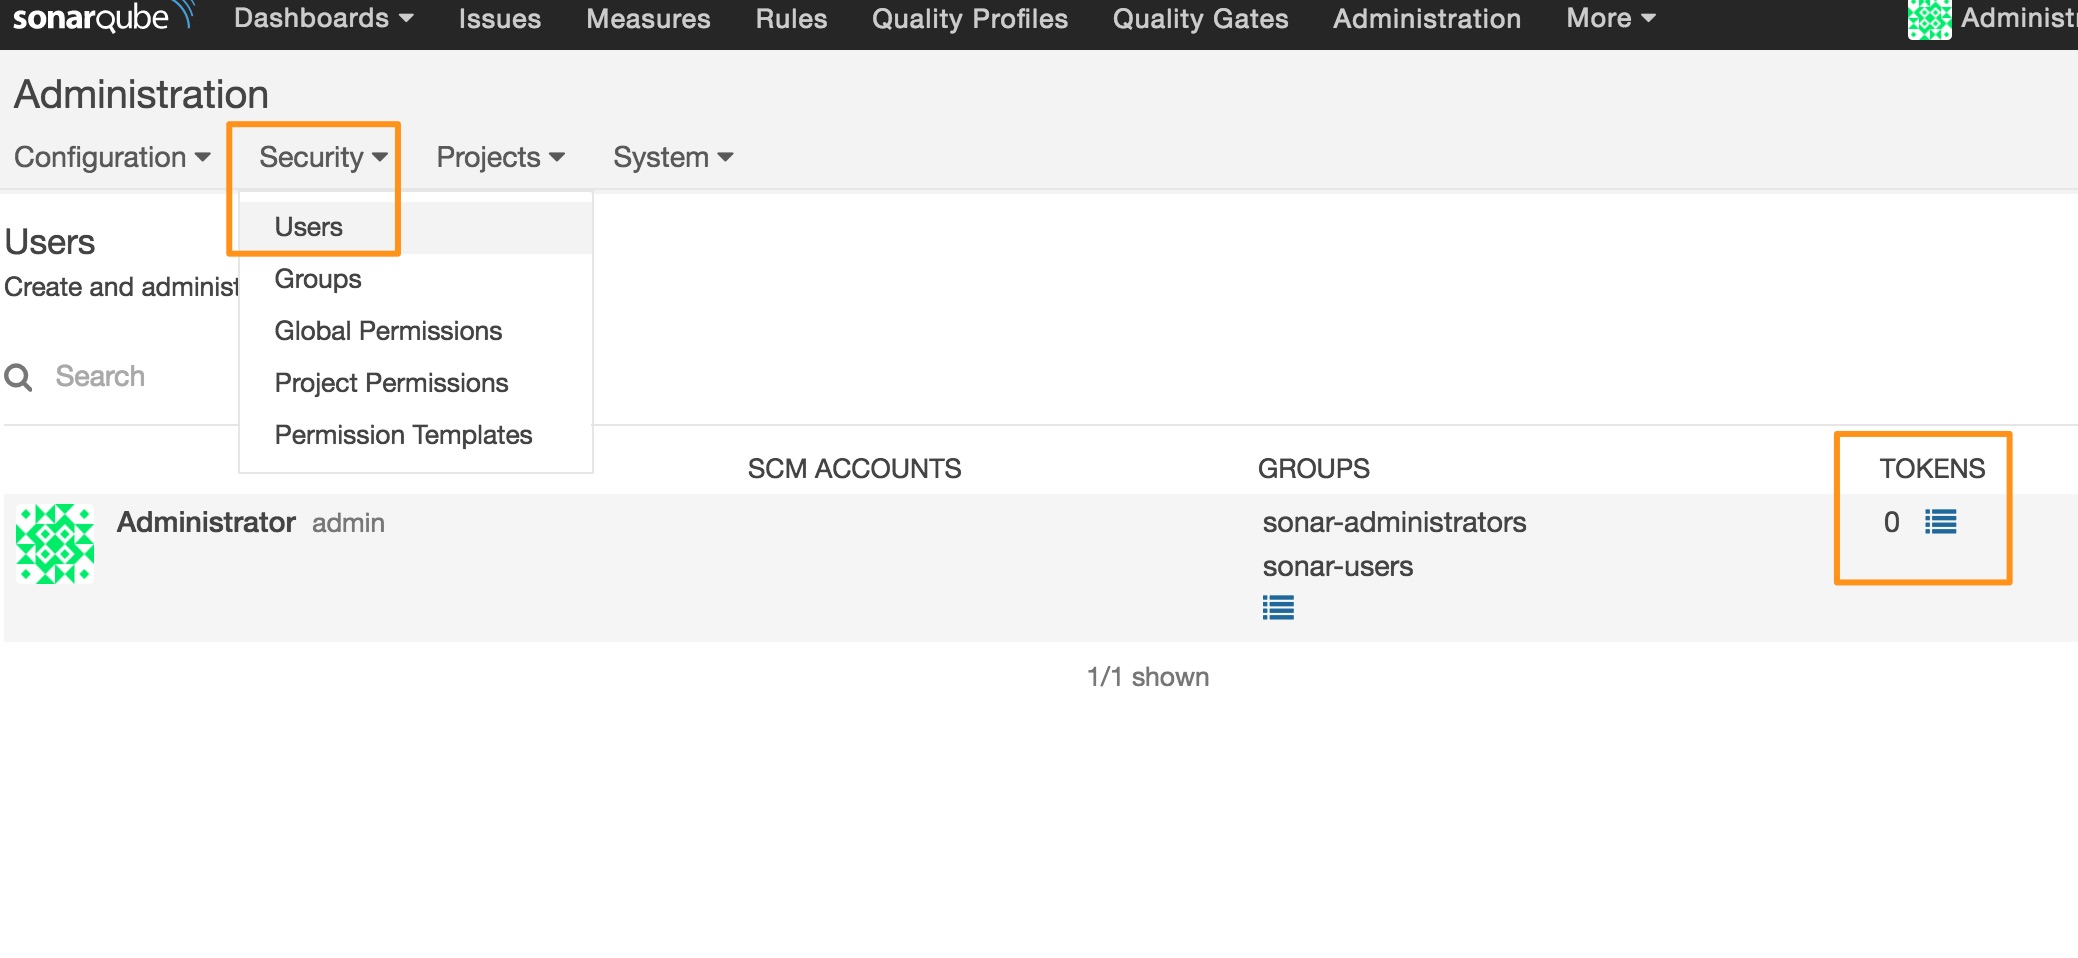 sonarqube Dashboards Issues Measures Rules Quality Profiles Quality Gates Administration More
Administration
Configuration Security Projects System
Users
Groups
Global Permissions
Project Permissions
Permission Templates
Users
Create and
Search
SCM ACCOUNTS GROUPS TOKENS
Administrator admin sonar-administrators 0
sonar-users
1/1 shown